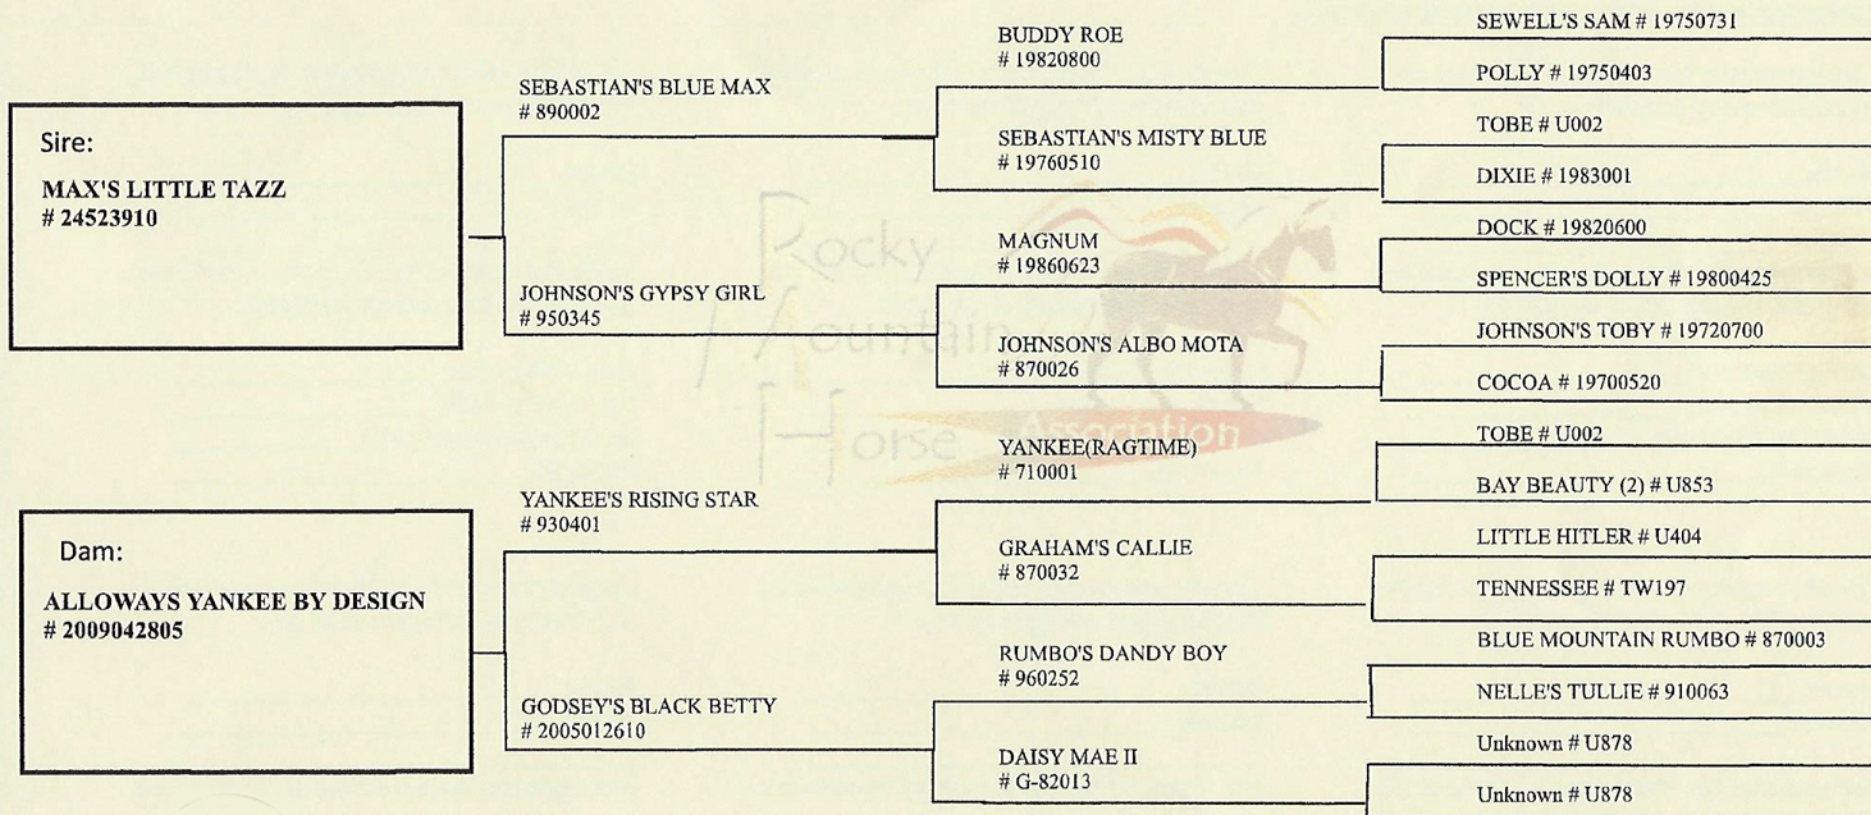 Sire:
MAX'S LITTLE TAZZ
# 24523910
SEBASTIAN'S BLUE MAX
# 890002
JOHNSON'S GYPSY GIRL
# 950345
BUDDY ROE
# 19820800
SEBASTIAN'S MISTY BLUE
# 19760510
MAGNUM
# 19860623
JOHNSON'S ALBO MOTA
# 870026
SEWELL'S SAM # 19750731
POLLY # 19750403
TOBE # U002
DIXIE # 1983001
DOCK # 19820600
SPENCER'S DOLLY # 19800425
JOHNSON'S TOBY # 19720700
COCOA # 19700520
Rocky
Mountain
Horse Association
Dam:
ALLOWAYS YANKEE BY DESIGN
# 2009042805
YANKEE'S RISING STAR
# 930401
GODSEY'S BLACK BETTY
# 2005012610
YANKEE(RAGTIME)
# 710001
GRAHAM'S CALLIE
# 870032
RUMBO'S DANDY BOY
# 960252
DAISY MAE II
# G-82013
TOBE # U002
BAY BEAUTY (2) # U853
LITTLE HITLER # U404
TENNESSEE # TW197
BLUE MOUNTAIN RUMBO # 870003
NELLE'S TULLIE # 910063
Unknown # U878
Unknown # U878